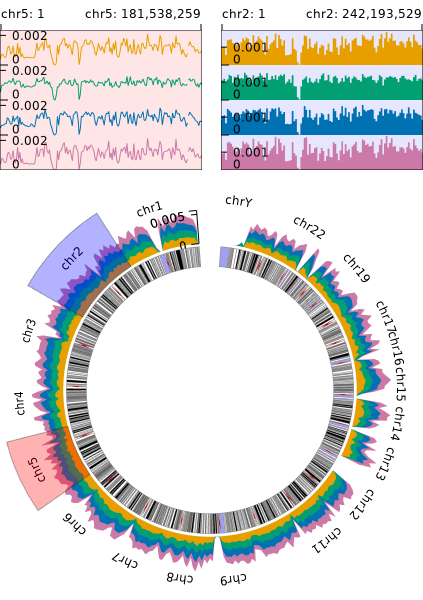 chr5: 1 chr5: 181,538,259 chr2: 1 chr2: 242,193,529
0.002
0
0.002
0
0.002
0
0.002
0
0.001
0
0.001
0
0.001
0
0.001
0
chr1
0.005
0
chrY
chr22
chr19
chr17
chr16
chr15
chr14
chr13
chr12
chr11
chr9
chr8
chr7
chr6
chr5
chr4
chr3
chr2